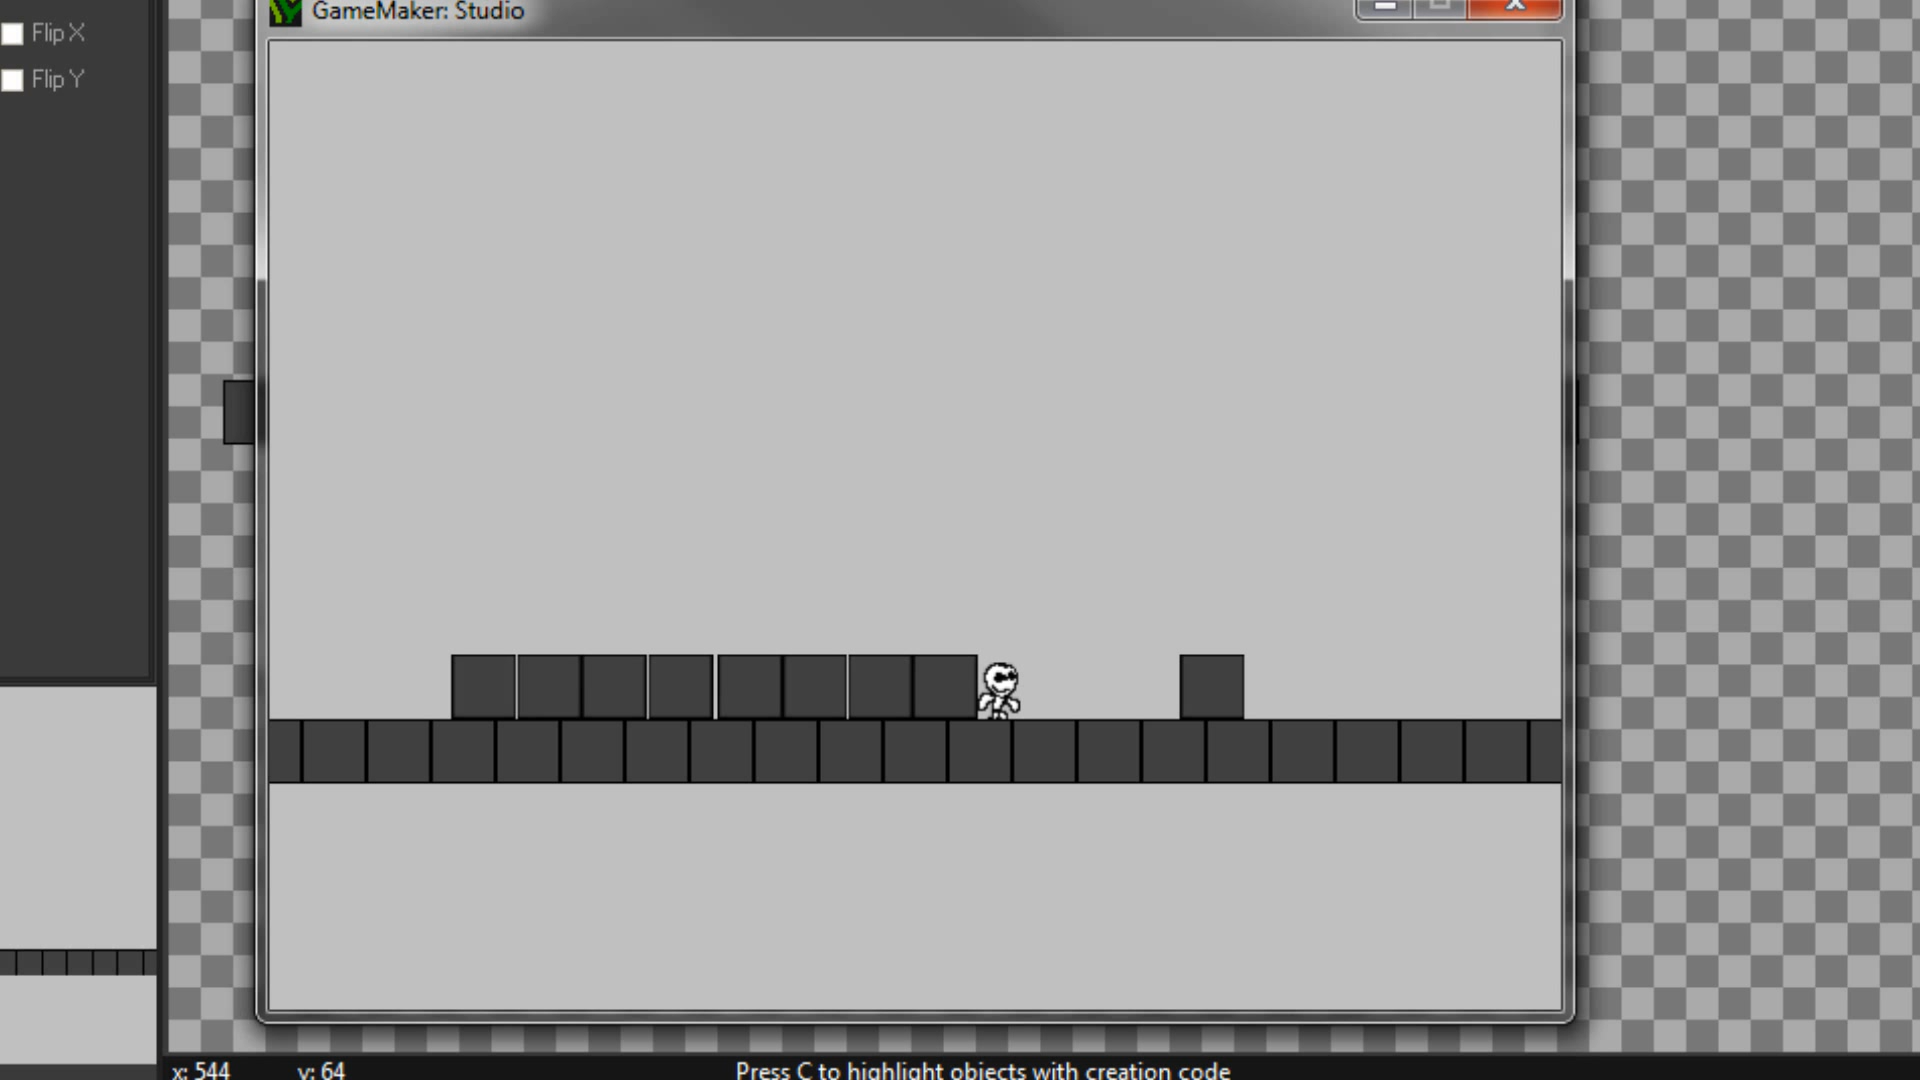 GameMaker: Studio
Flip X
Flip Y
x: 544 y: 64 Press C to highlight objects with creation code